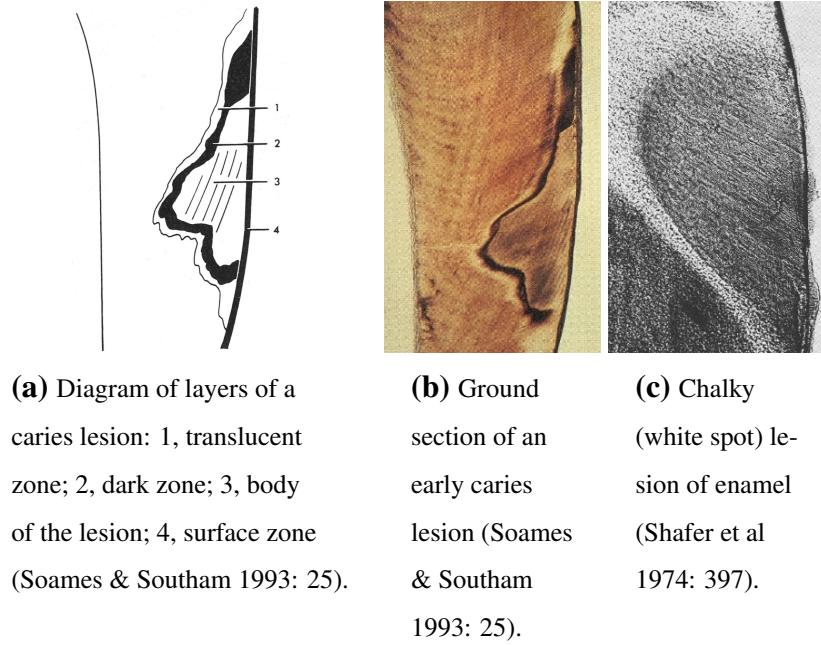 1
2
3
4
(a) Diagram of layers of a
caries lesion: 1, translucent
zone; 2, dark zone; 3, body
of the lesion; 4, surface zone
(Soames & Southam 1993: 25).
(b) Ground
section of an
early caries
lesion (Soames
& Southam
1993: 25).
(c) Chalky
(white spot) le-
sion of enamel
(Shafer et al
1974: 397).